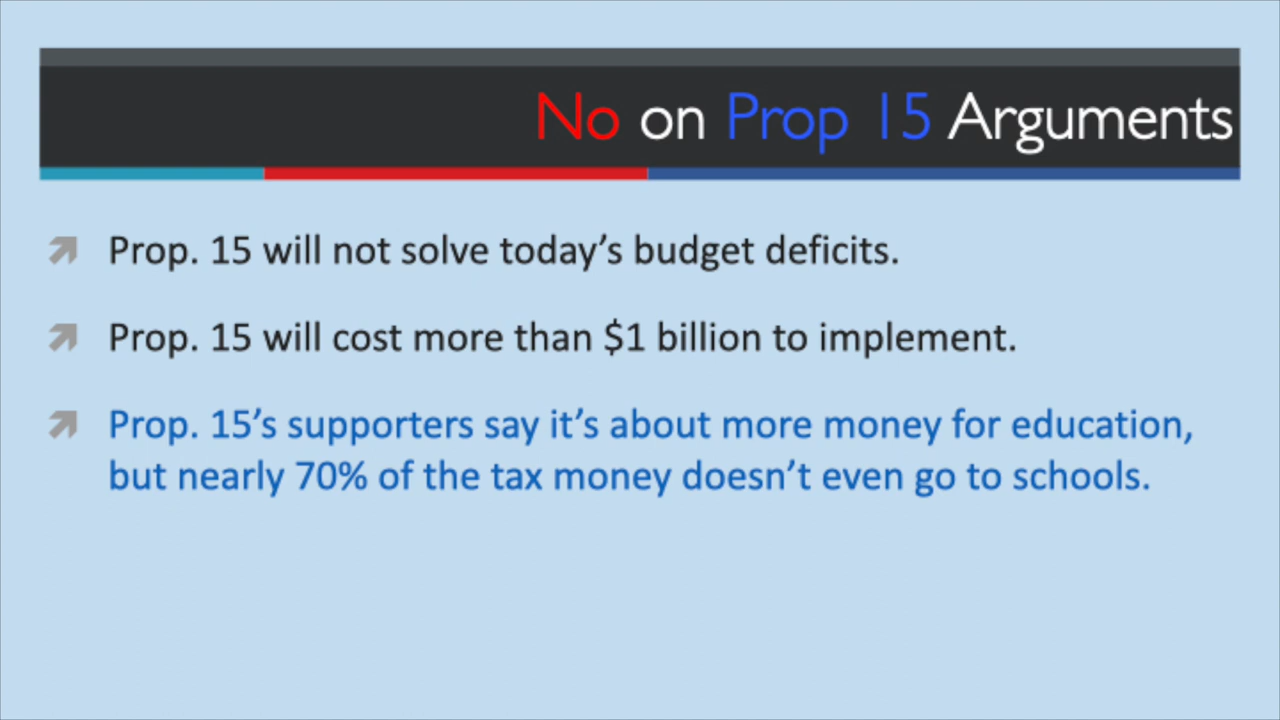 No on Prop 15 Arguments
Prop. 15 will not solve today’s budget deficits.
Prop. 15 will cost more than $1 billion to implement.
Prop. 15’s supporters say it’s about more money for education,
but nearly 70% of the tax money doesn’t even go to schools.